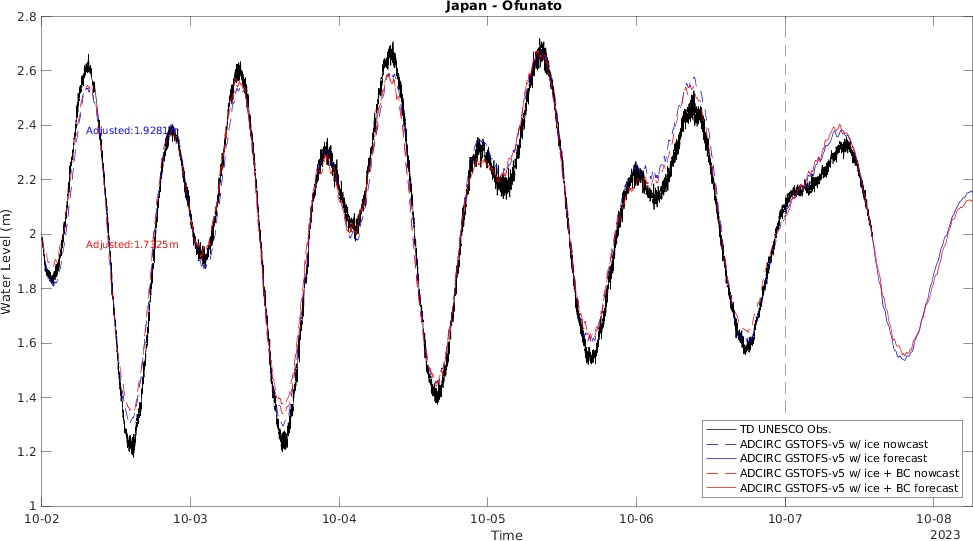 Japan - Ofunato
2.8
2.6
2.4
2.2
2
1.8
1.6
1.4
1.2
1
Water Level (m)
Adjusted:1.9281m
Adjusted:1.7325m
TD UNESCO Obs.
ADCIRC GSTOFS-v5 w/ ice nowcast
ADCIRC GSTOFS-v5 w/ ice forecast
ADCIRC GSTOFS-v5 w/ ice + BC nowcast
ADCIRC GSTOFS-v5 w/ ice + BC forecast
10-02 10-03 10-04 10-05 10-06 10-07 10-08
Time
2023